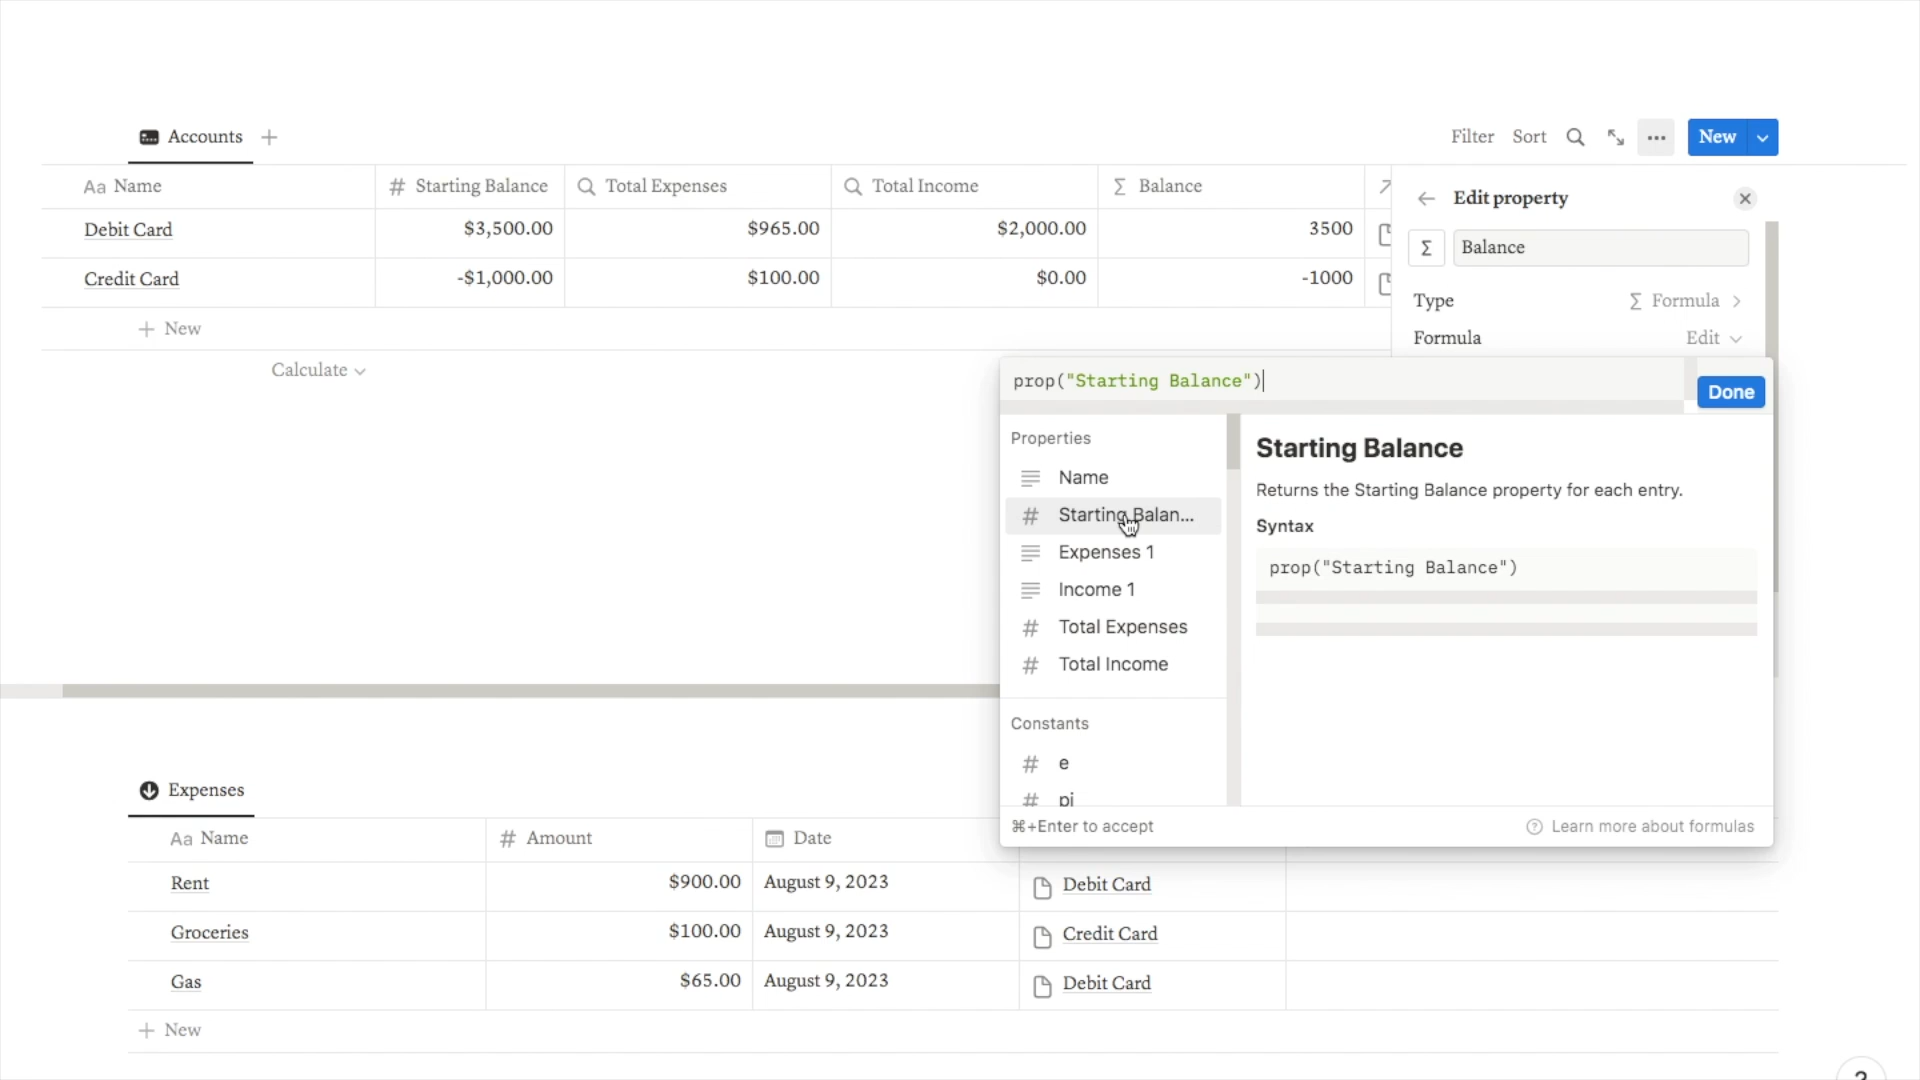 Accounts
Filter Sort New
Aa Name # Starting Balance Total Expenses Total Income Σ Balance
Debit Card $3,500.00 $965.00 $2,000.00 3500
Credit Card -$1,000.00 $100.00 $0.00 -1000
+ New
Calculate
Edit property
Σ Balance
Type Σ Formula
Formula Edit
prop("Starting Balance")
Done
Properties
Name
# Starting Balan...
Expenses 1
Income 1
# Total Expenses
# Total Income
Constants
# e
# pi
Starting Balance
Returns the Starting Balance property for each entry.
Syntax
prop("Starting Balance")
⌘+Enter to accept
? Learn more about formulas
Expenses
Aa Name # Amount Date
Rent $900.00 August 9, 2023 Debit Card
Groceries $100.00 August 9, 2023 Credit Card
Gas $65.00 August 9, 2023 Debit Card
+ New
?